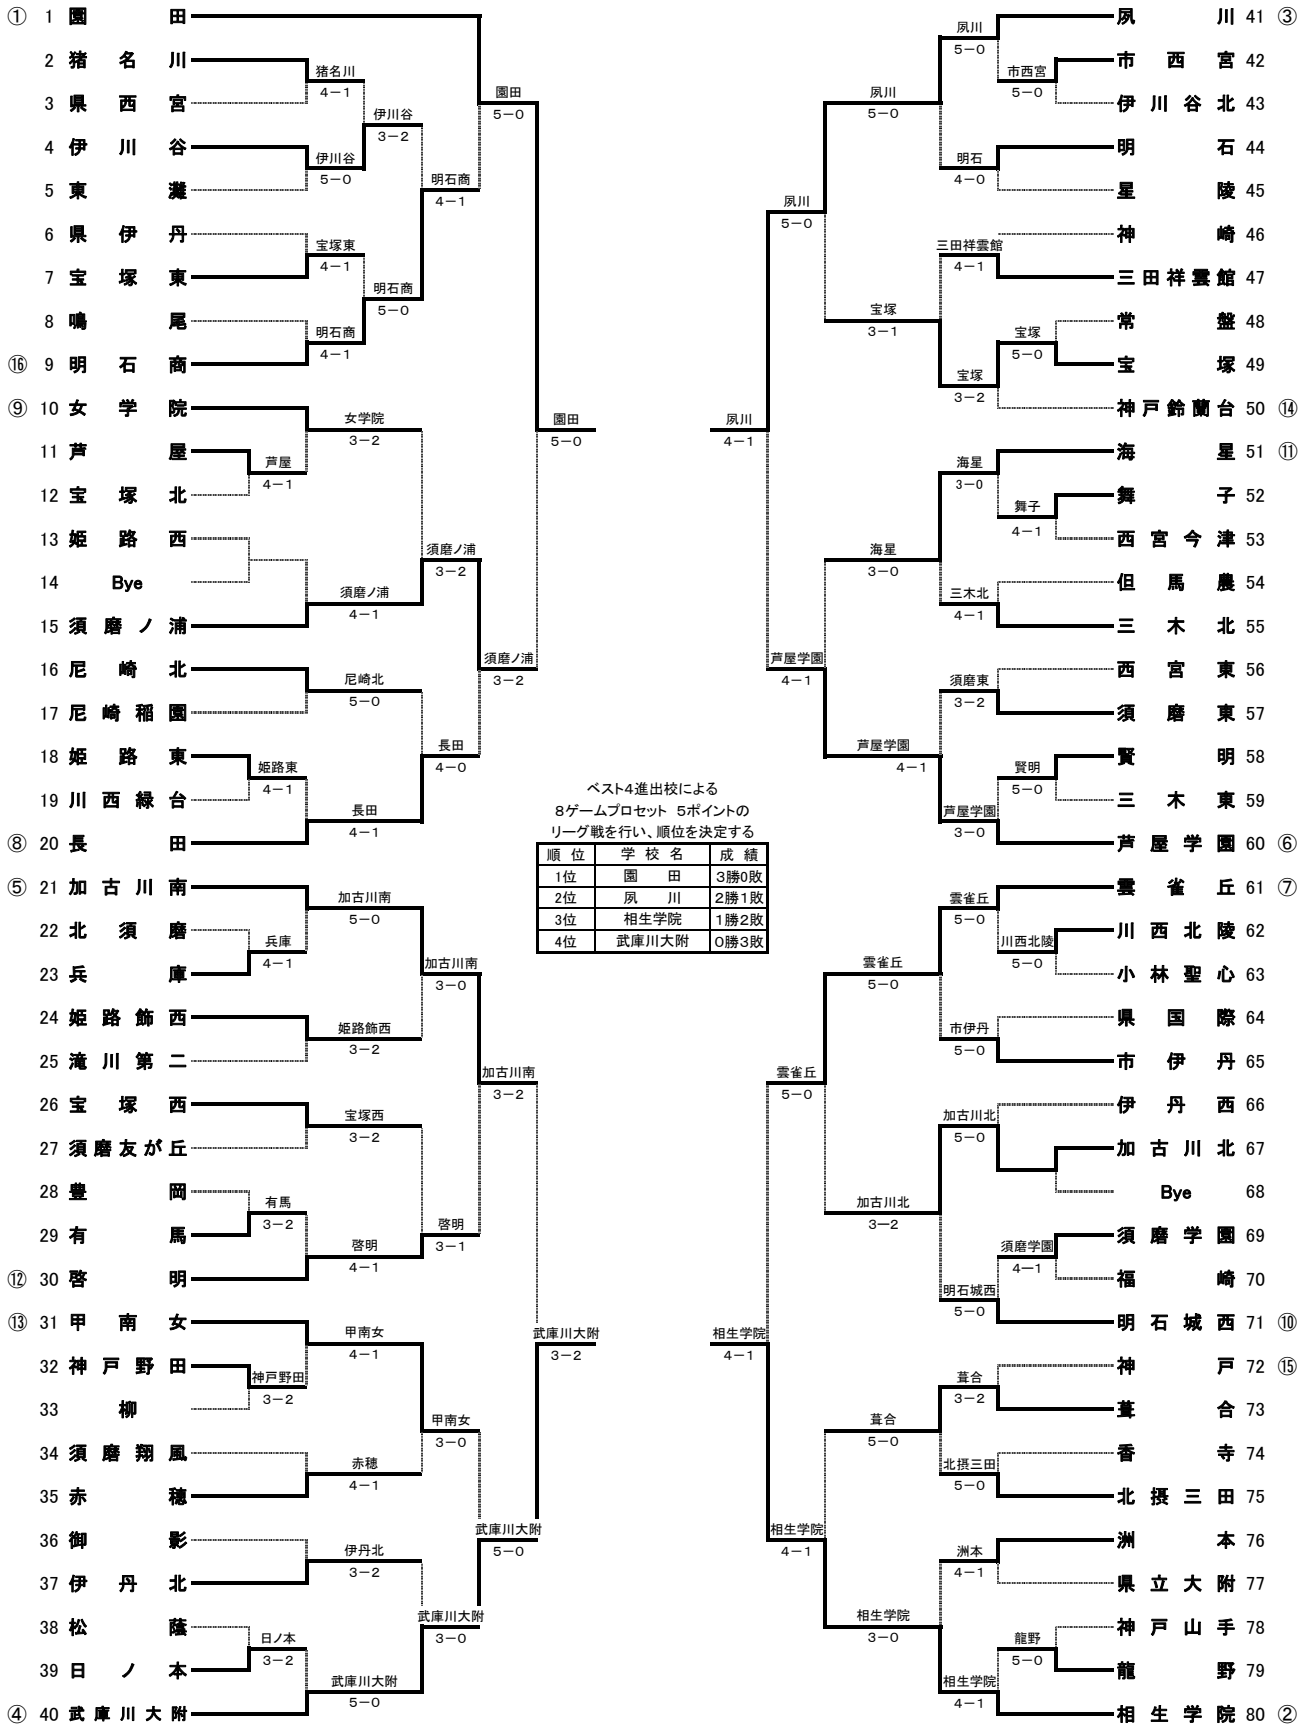 ① 1 園田
2 猪名川
猪名川
4－1
3 県西宮
園田
5－0
伊川谷
3－2
4 伊川谷
伊川谷
5－0
5 東灘
明石商
4－1
6 県伊丹
宝塚東
4－1
7 宝塚東
明石商
5－0
8 鳴尾
明石商
4－1
⑯ 9 明石商
⑨ 10 女学院
女学院
3－2
園田
5－0
11 芦屋
芦屋
4－1
12 宝塚北
13 姫路西
須磨ノ浦
3－2
14 Bye
須磨ノ浦
4－1
15 須磨ノ浦
16 尼崎北
須磨ノ浦
3－2
尼崎北
5－0
17 尼崎稲園
18 姫路東
長田
4－0
姫路東
4－1
19 川西緑台
長田
4－1
⑧ 20 長田
⑤ 21 加古川南
加古川南
5－0
22 北須磨
兵庫
4－1
23 兵庫
加古川南
3－0
24 姫路飾西
姫路飾西
3－2
25 滝川第二
加古川南
3－2
26 宝塚西
宝塚西
3－2
27 須磨友が丘
28 豊岡
有馬
3－2
29 有馬
啓明
3－1
啓明
4－1
⑫ 30 啓明
⑬ 31 甲南女
甲南女
4－1
武庫川大附
3－2
32 神戸野田
神戸野田
3－2
33 柳
甲南女
3－0
34 須磨翔風
赤穂
4－1
35 赤穂
36 御影
武庫川大附
5－0
伊丹北
3－2
37 伊丹北
38 松蔭
武庫川大附
3－0
日ノ本
3－2
39 日ノ本
武庫川大附
5－0
④ 40 武庫川大附
ベスト4進出校による
8ゲームプロセット 5ポイントの
リーグ戦を行い、順位を決定する
順位 学校名 成績
1位 園田 3勝0敗
2位 夙川 2勝1敗
3位 相生学院 1勝2敗
4位 武庫川大附 0勝3敗
夙川 41 ③
夙川
5－0
市西宮 42
市西宮
5－0
伊川谷北 43
夙川
5－0
明石 44
明石
4－0
星陵 45
夙川
5－0
神崎 46
三田祥雲館
4－1
三田祥雲館 47
常盤 48
宝塚
3－1
宝塚
5－0
宝塚 49
宝塚
3－2
神戸鈴蘭台 50 ⑭
夙川
4－1
海星 51 ⑪
海星
3－0
舞子 52
舞子
4－1
西宮今津 53
海星
3－0
但馬農 54
三木北
4－1
三木北 55
西宮東 56
芦屋学園
4－1
須磨東
3－2
須磨東 57
賢明 58
芦屋学園
4－1
賢明
5－0
三木東 59
芦屋学園
3－0
芦屋学園 60 ⑥
雲雀丘 61 ⑦
雲雀丘
5－0
川西北陵 62
川西北陵
5－0
小林聖心 63
雲雀丘
5－0
県国際 64
市伊丹
5－0
市伊丹 65
雲雀丘
5－0
伊丹西 66
加古川北
5－0
加古川北 67
Bye 68
加古川北
3－2
須磨学園 69
須磨学園
4－1
福崎 70
明石城西
5－0
明石城西 71 ⑩
相生学院
4－1
神戸 72 ⑮
葺合
3－2
葺合 73
葺合
5－0
香寺 74
北摂三田
5－0
北摂三田 75
相生学院
4－1
洲本 76
洲本
4－1
県立大附 77
相生学院
3－0
神戸山手 78
龍野
5－0
龍野 79
相生学院
4－1
相生学院 80 ②